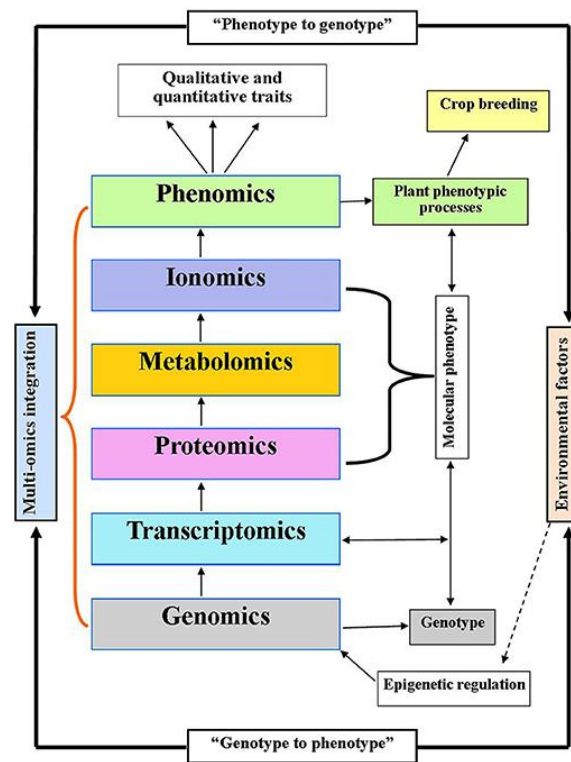 “Phenotype to genotype”
Qualitative and
quantitative traits
Crop breeding
Phenomics
Plant phenotypic
processes
Ionomics
Metabolomics
Proteomics
Transcriptomics
Genomics
Multi-omics integration
Molecular phenotype
Environmental factors
Genotype
Epigenetic regulation
“Genotype to phenotype”